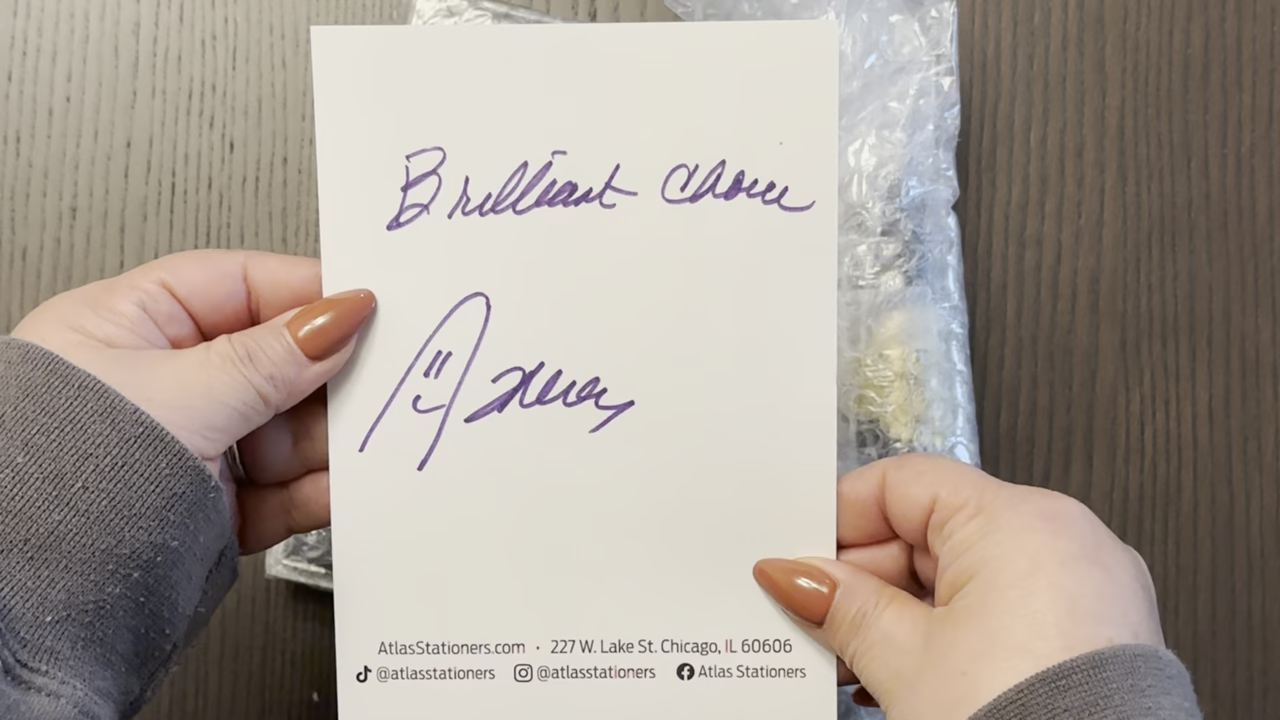 Brilliant Choice
AtlasStationers.com · 227 W. Lake St. Chicago, IL 60606
@atlasstationers @atlasstationers Atlas Stationers